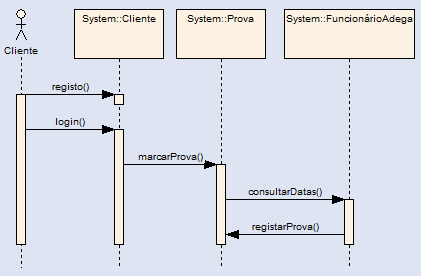 System::Cliente
System::Prova
System::FuncionárioAdega
Cliente
registo()
login()
marcarProva()
consultarDatas()
registarProva()